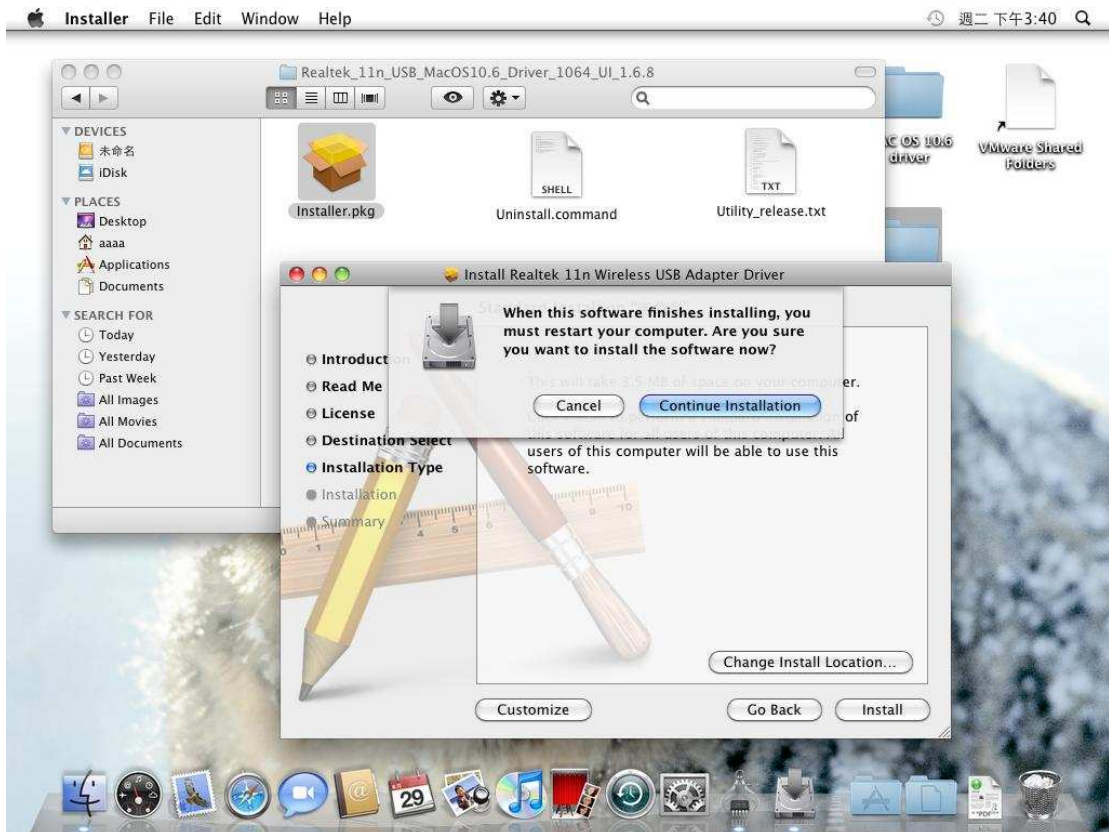 Installer File Edit Window Help 週二 下午3:40
Realtek_11n_USB_MacOS10.6_Driver_1064_UI_1.6.8
DEVICES
未命名
iDisk
PLACES
Desktop
aaaa
Applications
Documents
SEARCH FOR
Today
Yesterday
Past Week
All Images
All Movies
All Documents
Installer.pkg
SHELL
Uninstall.command
TXT
Utility_release.txt
AC OS 10.6
driver
VMware Shared
Folders
Install Realtek 11n Wireless USB Adapter Driver
When this software finishes installing, you
must restart your computer. Are you sure
you want to install the software now?
Cancel
Continue Installation
Introduction
Read Me
License
Destination Select
Installation Type
Installation
Summary
This will take 3.5 MB of space on your computer.
of
this software for all users of this computer. All
users of this computer will be able to use this
software.
Change Install Location...
Customize
Go Back
Install
29
PDF